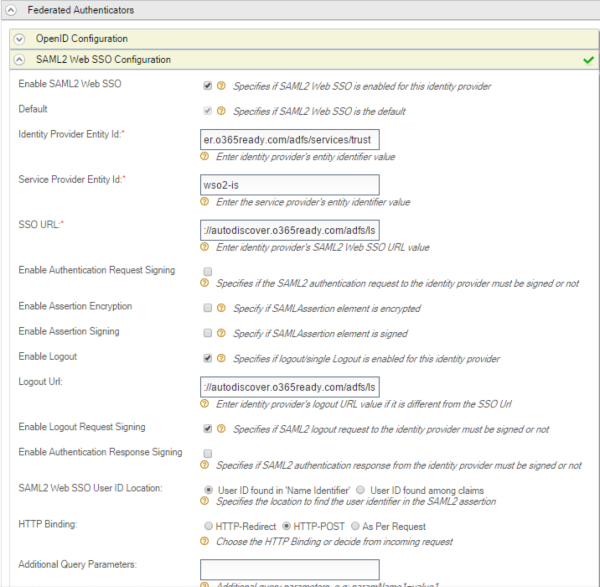 Federated Authenticators
OpenID Configuration
SAML2 Web SSO Configuration
Enable SAML2 Web SSO
Specifies if SAML2 Web SSO is enabled for this identity provider
Default
Specifies if SAML2 Web SSO is the default
Identity Provider Entity Id:*
er.o365ready.com/adfs/services/trust
Enter identity provider's entity identifier value
Service Provider Entity Id:*
wso2-is
Enter the service provider's entity identifier value
SSO URL:*
://autodiscover.o365ready.com/adfs/ls
Enter identity provider's SAML2 Web SSO URL value
Enable Authentication Request Signing
Specifies if the SAML2 authentication request to the identity provider must be signed or not
Enable Assertion Encryption
Specify if SAMLAssertion element is encrypted
Enable Assertion Signing
Specify if SAMLAssertion element is signed
Enable Logout
Specifies if logout/single Logout is enabled for this identity provider
Logout Url:
://autodiscover.o365ready.com/adfs/ls
Enter identity provider's logout URL value if it is different from the SSO Url
Enable Logout Request Signing
Specifies if SAML2 logout request to the identity provider must be signed or not
Enable Authentication Response Signing
Specifies if SAML2 authentication response from the identity provider must be signed or not
SAML2 Web SSO User ID Location:
User ID found in 'Name Identifier' User ID found among claims
Specifies the location to find the user identifier in the SAML2 assertion
HTTP Binding:
HTTP-Redirect HTTP-POST As Per Request
Choose the HTTP Binding or decide from incoming request
Additional Query Parameters:
Additional query parameters. e.g: paramName1=value1